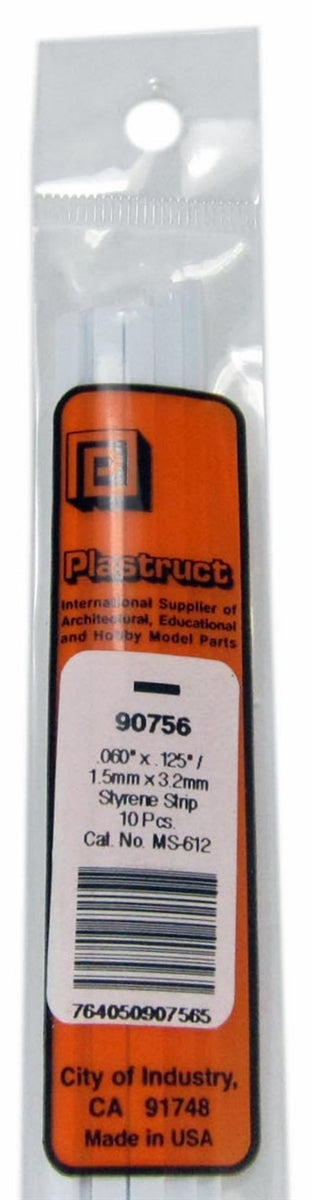 Plastruct
International Supplier of
Architectural, Educational
and Hobby Model Parts
90756
.060" x .125" /
1.5mm x 3.2mm
Styrene Strip
10 Pcs.
Cat. No. MS-612
764050907565
City of Industry,
CA 91748
Made in USA